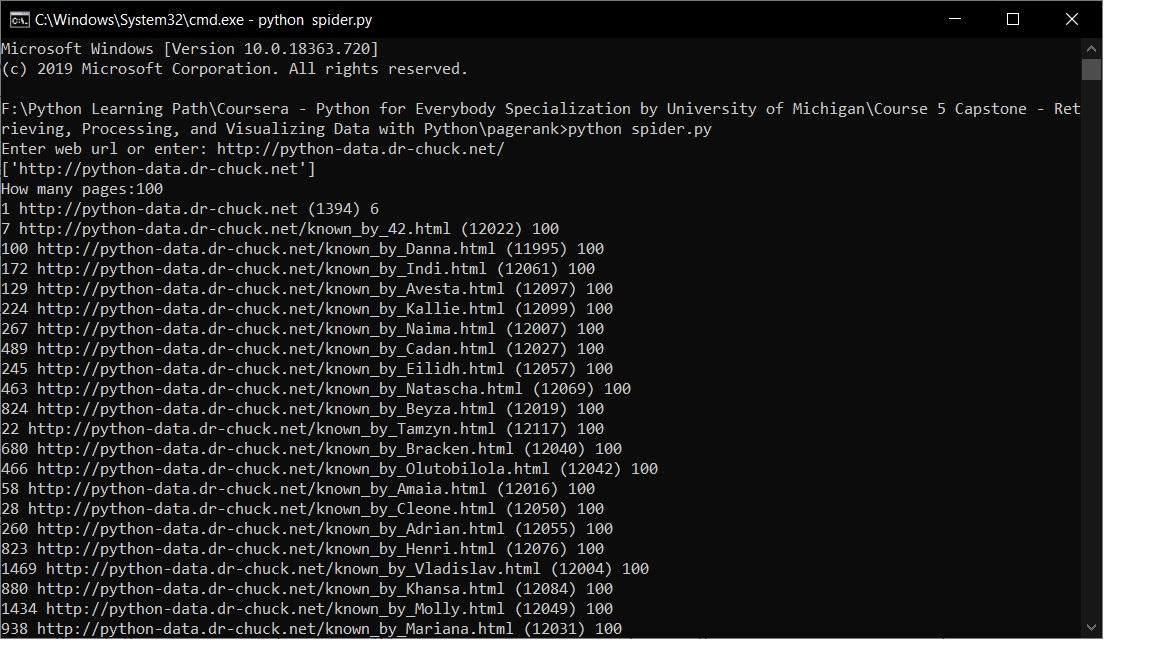 C:\Windows\System32\cmd.exe - python  spider.py
Microsoft Windows [Version 10.0.18363.720]
(c) 2019 Microsoft Corporation. All rights reserved.
F:\Python Learning Path\Coursera - Python for Everybody Specialization by University of Michigan\Course 5 Capstone - Ret
rieving, Processing, and Visualizing Data with Python\pagerank>python spider.py
Enter web url or enter: http://python-data.dr-chuck.net/
['http://python-data.dr-chuck.net']
How many pages:100
1 http://python-data.dr-chuck.net (1394) 6
7 http://python-data.dr-chuck.net/known_by_42.html (12022) 100
100 http://python-data.dr-chuck.net/known_by_Danna.html (11995) 100
172 http://python-data.dr-chuck.net/known_by_Indi.html (12061) 100
129 http://python-data.dr-chuck.net/known_by_Avesta.html (12097) 100
224 http://python-data.dr-chuck.net/known_by_Kallie.html (12099) 100
267 http://python-data.dr-chuck.net/known_by_Naima.html (12007) 100
489 http://python-data.dr-chuck.net/known_by_Cadan.html (12027) 100
245 http://python-data.dr-chuck.net/known_by_Eilidh.html (12057) 100
463 http://python-data.dr-chuck.net/known_by_Natascha.html (12069) 100
824 http://python-data.dr-chuck.net/known_by_Beyza.html (12019) 100
22 http://python-data.dr-chuck.net/known_by_Tamzyn.html (12117) 100
680 http://python-data.dr-chuck.net/known_by_Bracken.html (12040) 100
466 http://python-data.dr-chuck.net/known_by_Olutobilola.html (12042) 100
58 http://python-data.dr-chuck.net/known_by_Amaia.html (12016) 100
28 http://python-data.dr-chuck.net/known_by_Cleone.html (12050) 100
260 http://python-data.dr-chuck.net/known_by_Adrian.html (12055) 100
823 http://python-data.dr-chuck.net/known_by_Henri.html (12076) 100
1469 http://python-data.dr-chuck.net/known_by_Vladislav.html (12004) 100
880 http://python-data.dr-chuck.net/known_by_Khansa.html (12084) 100
1434 http://python-data.dr-chuck.net/known_by_Molly.html (12049) 100
938 http://python-data.dr-chuck.net/known_by_Mariana.html (12031) 100